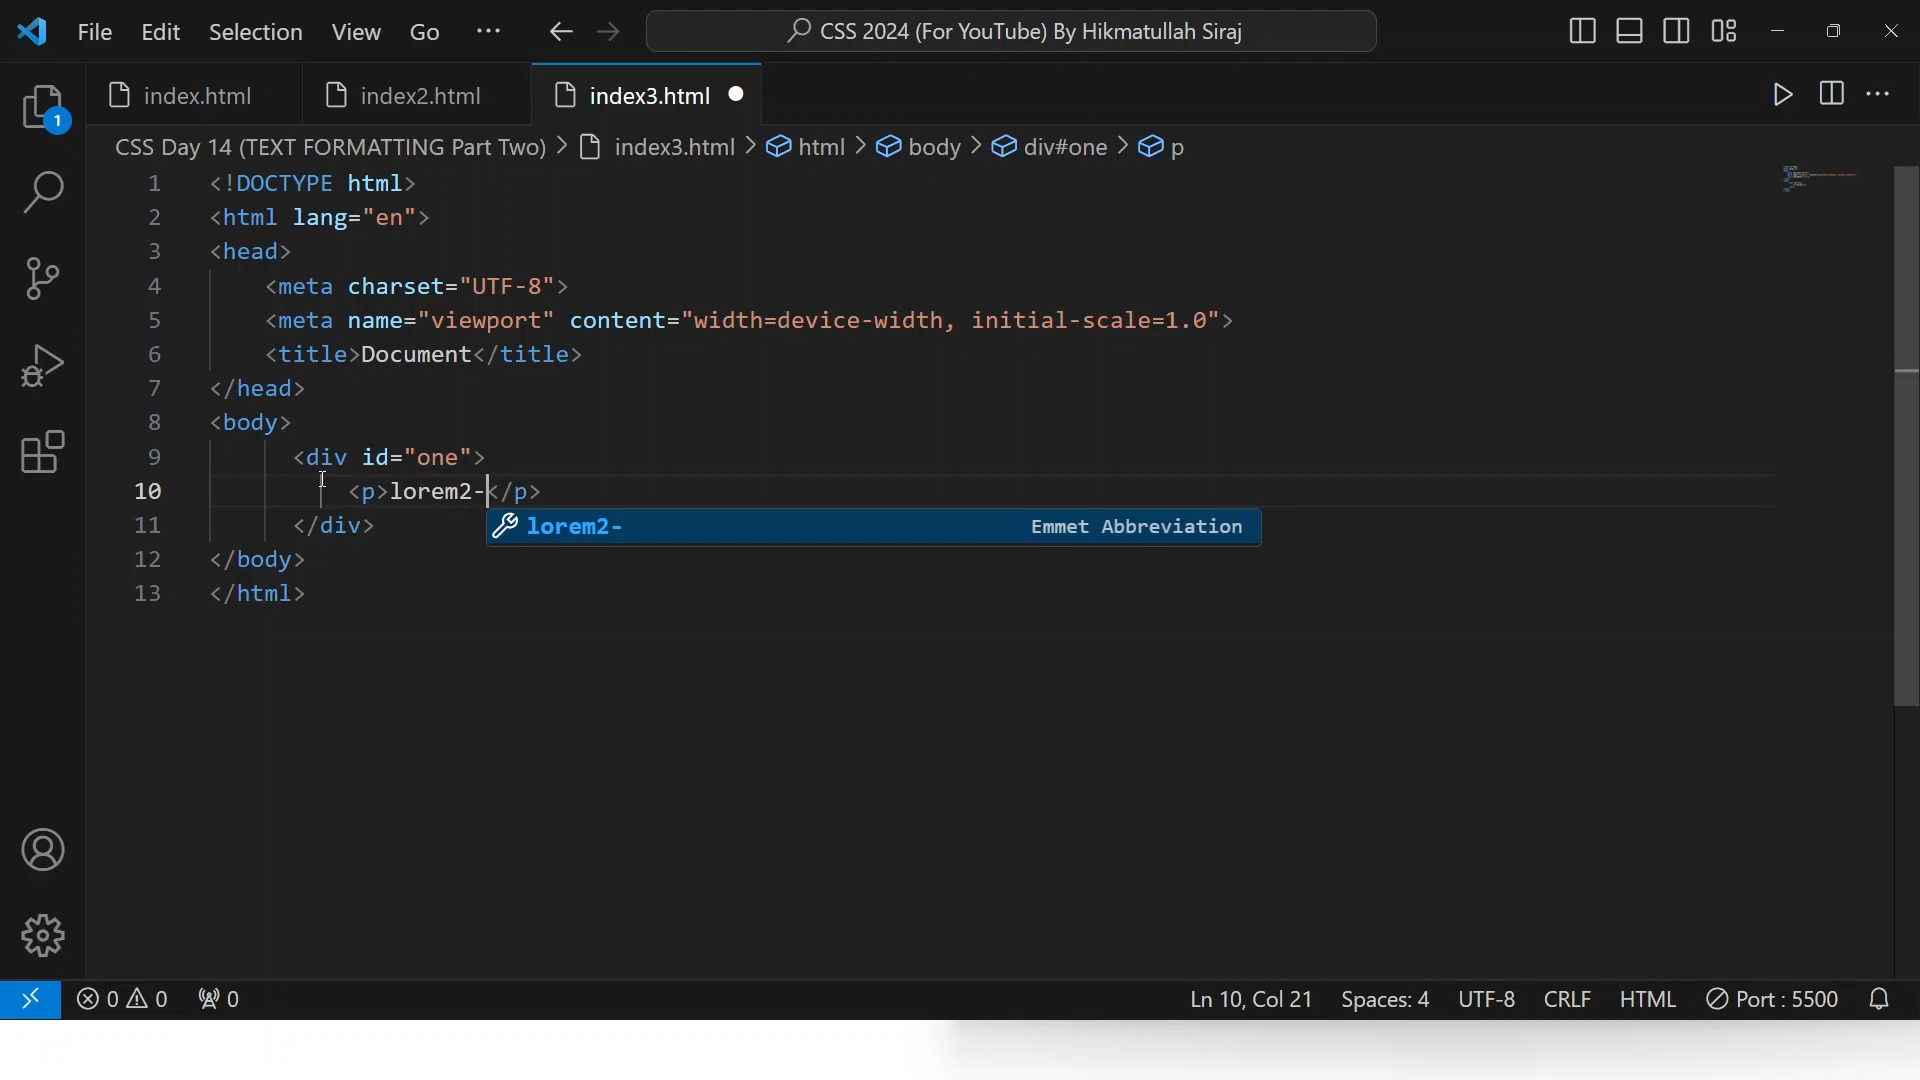 File Edit Selection View Go ··· CSS 2024 (For YouTube) By Hikmatullah Siraj
1
index.html index2.html index3.html
CSS Day 14 (TEXT FORMATTING Part Two) > index3.html > html > body > div#one > p
1 <!DOCTYPE html>
2 <html lang="en">
3 <head>
4 <meta charset="UTF-8">
5 <meta name="viewport" content="width=device-width, initial-scale=1.0">
6 <title>Document</title>
7 </head>
8 <body>
9 <div id="one">
10 <p>lorem2-</p>
11 </div>
lorem2- Emmet Abbreviation
12 </body>
13 </html>
0 0 0 Ln 10, Col 21 Spaces: 4 UTF-8 CRLF HTML Port : 5500